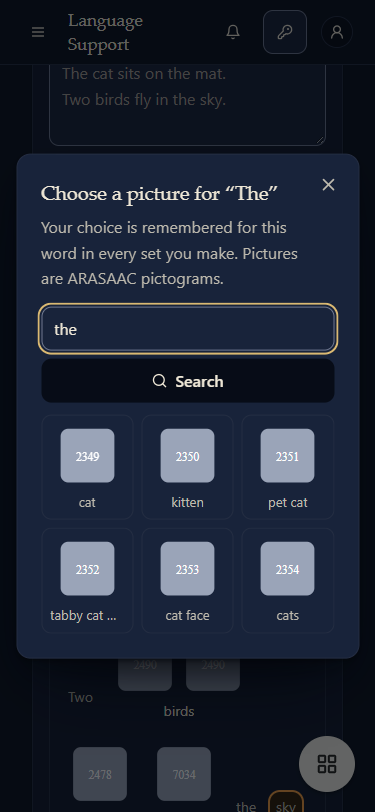 Language
Support
The cat sits on the mat.
Two birds fly in the sky.
Choose a picture for “The”
Your choice is remembered for this
word in every set you make. Pictures
are ARASAAC pictograms.
the
Search
2349 2350 2351
cat kitten pet cat
2352 2353 2354
tabby cat ... cat face cats
2490 2490
Two
birds
2478 7034
the sky